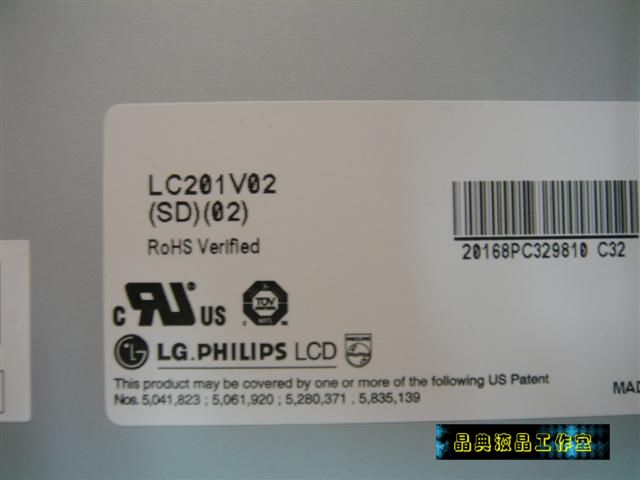 LC201V02
(SD)(02)
RoHS Verified
20168PC329810 C32
c RU US
TÜV
LG.PHILIPS LCD PHILIPS
This product may be covered by one or more of the following US Patent
Nos. 5,041,823 ; 5,061,920 ; 5,280,371 . 5,835,139
MAD
晶典液晶工作室